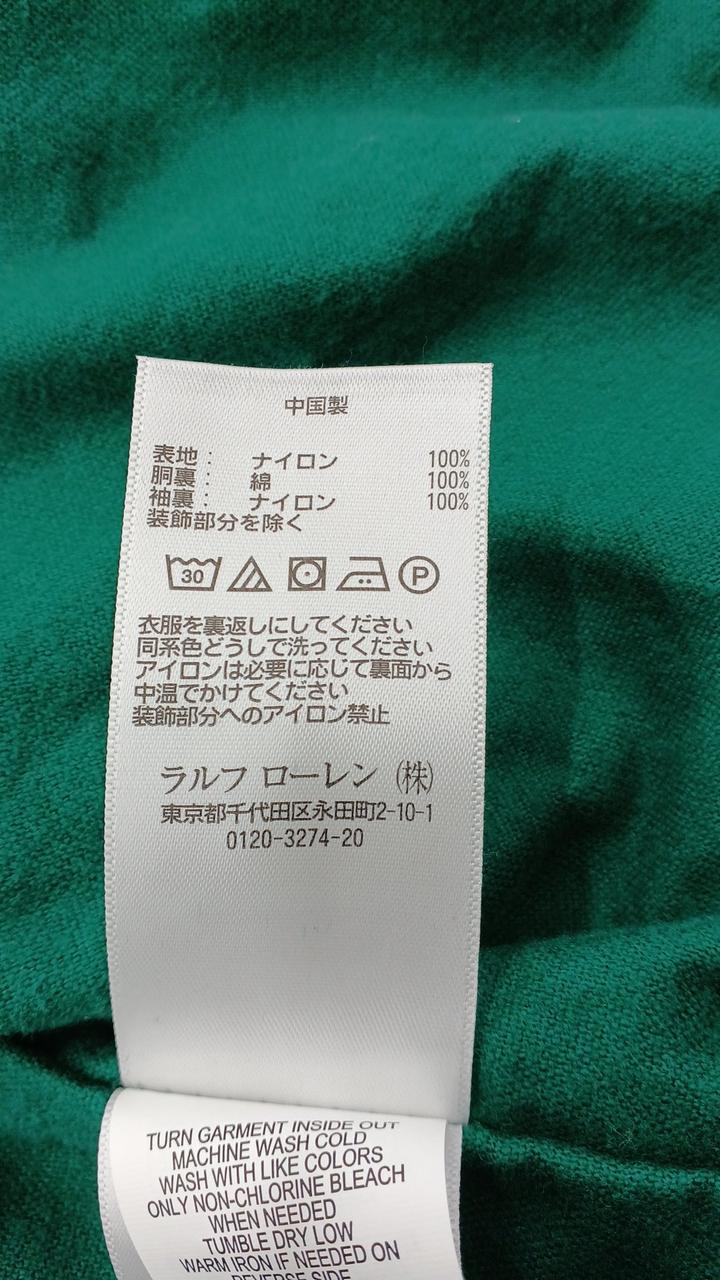 中国製
表地： ナイロン 100%
胴裏： 綿 100%
袖裏： ナイロン 100%
装飾部分を除く
30 P
衣服を裏返しにしてください
同系色どうしで洗ってください
アイロンは必要に応じて裏面から
中温でかけてください
装飾部分へのアイロン禁止
ラルフ ローレン （株）
東京都千代田区永田町2-10-1
0120-3274-20
TURN GARMENT INSIDE OUT
MACHINE WASH COLD
WASH WITH LIKE COLORS
ONLY NON-CHLORINE BLEACH
WHEN NEEDED
TUMBLE DRY LOW
WARM IRON IF NEEDED ON
REVERSE SIDE